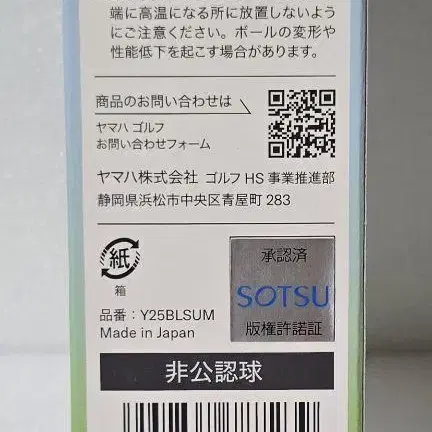 端に高温になる所に放置しないよう
にご注意ください。ボールの変形や
性能低下を起こす場合があります。
商品のお問い合わせは
ヤマハ ゴルフ
お問い合わせフォーム
ヤマハ株式会社 ゴルフ HS 事業推進部
静岡県浜松市中央区青屋町 283
紙
箱
承認済
SOTSU
版権許諾証
品番：Y25BLSUM
Made in Japan
非公認球